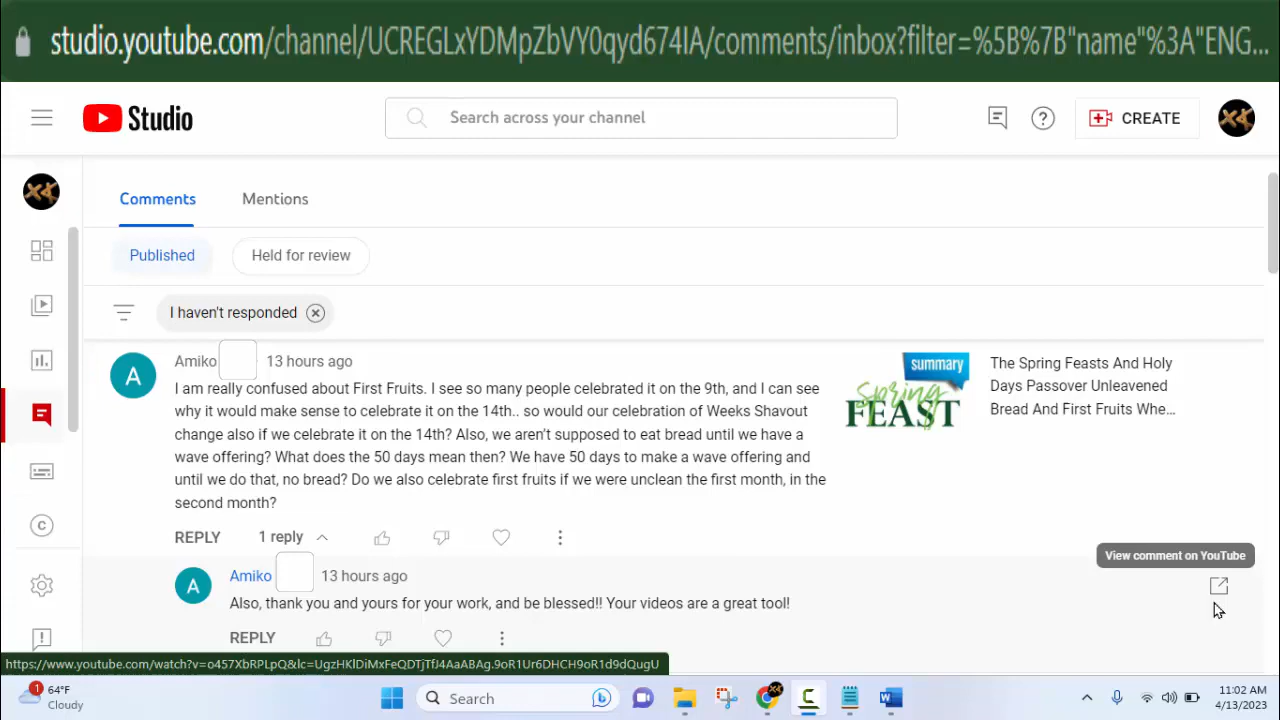 studio.youtube.com/channel/UCREGLxYDMpZbVY0qyd674IA/comments/inbox?filter=%5B%7B"name"%3A"ENG...
Studio
Search across your channel
CREATE
Comments
Mentions
Published
Held for review
I haven't responded
Amiko
13 hours ago
I am really confused about First Fruits. I see so many people celebrated it on the 9th, and I can see
why it would make sense to celebrate it on the 14th.. so would our celebration of Weeks Shavout
change also if we celebrate it on the 14th? Also, we aren't supposed to eat bread until we have a
wave offering? What does the 50 days mean then? We have 50 days to make a wave offering and
until we do that, no bread? Do we also celebrate first fruits if we were unclean the first month, in the
second month?
summary
Spring
FEAST
The Spring Feasts And Holy
Days Passover Unleavened
Bread And First Fruits Whe...
REPLY
1 reply
View comment on YouTube
A
A
Amiko
13 hours ago
Also, thank you and yours for your work, and be blessed!! Your videos are a great tool!
REPLY
https://www.youtube.com/watch?v=o457XbRPLpQ&lc=UgzHKlDiMxFeQDTjTfJ4AaABAg.9oR1Ur6DHCH9oR1d9dQugU
1
64°F
Cloudy
Search
11:02 AM
4/13/2023